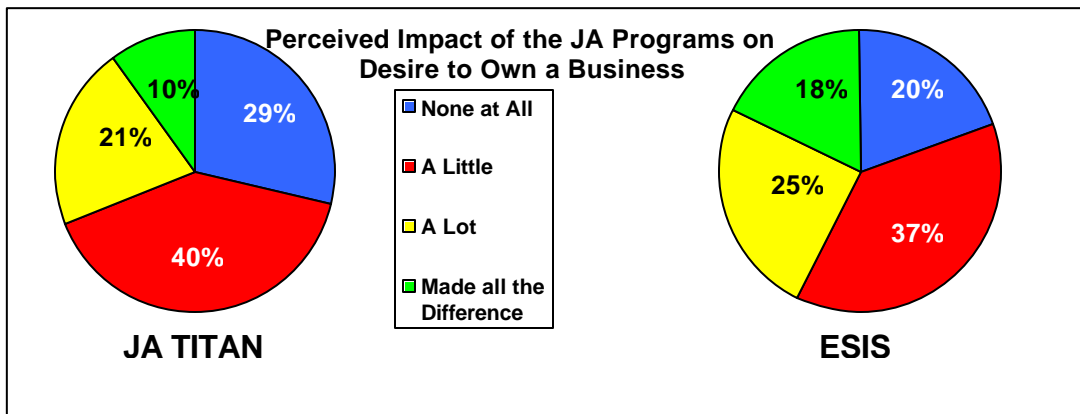 Perceived Impact of the JA Programs on
Desire to Own a Business
10%
29%
21%
40%
JA TITAN
None at All
A Little
A Lot
Made all the
Difference
18%
20%
25%
37%
ESIS